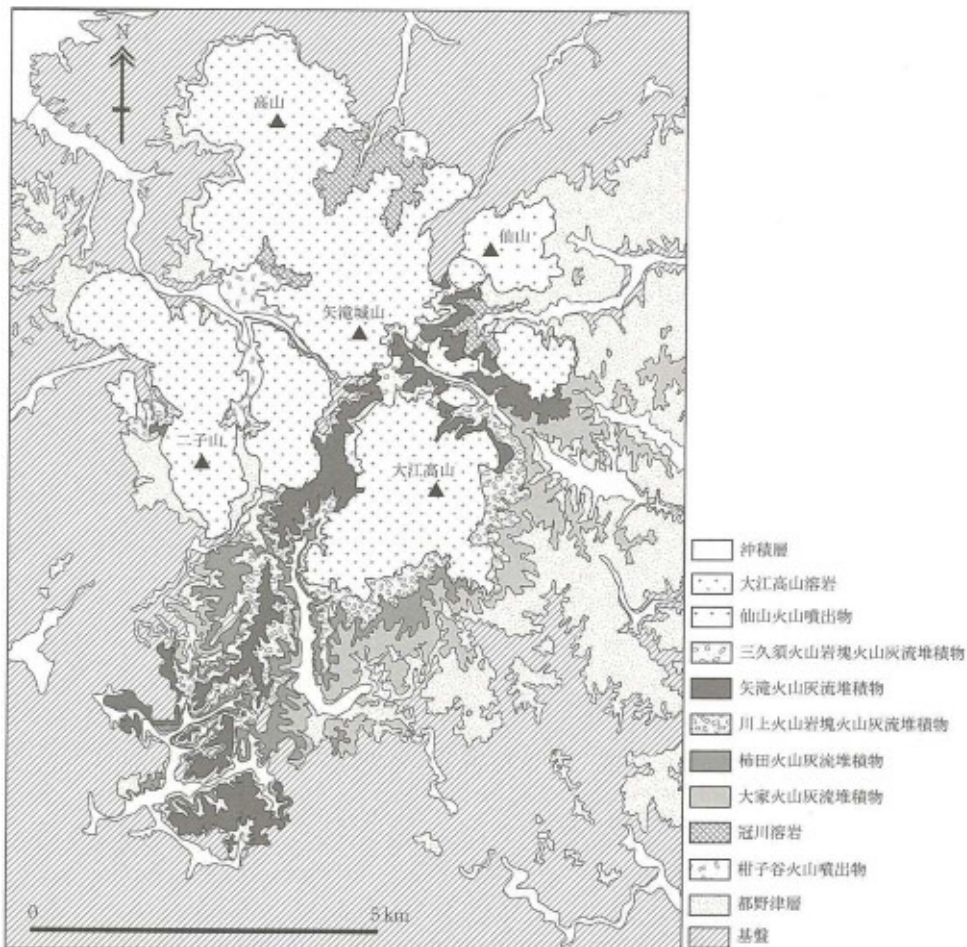 N
高山
仙山
矢滝城山
二子山
大江高山
沖積層
大江高山溶岩
仙山火山噴出物
三久須火山岩塊火山灰流堆積物
矢滝火山灰流堆積物
川上火山岩塊火山灰流堆積物
柿田火山灰流堆積物
大家火山灰流堆積物
冠川溶岩
柑子谷火山噴出物
都野津層
基盤
0
5 km